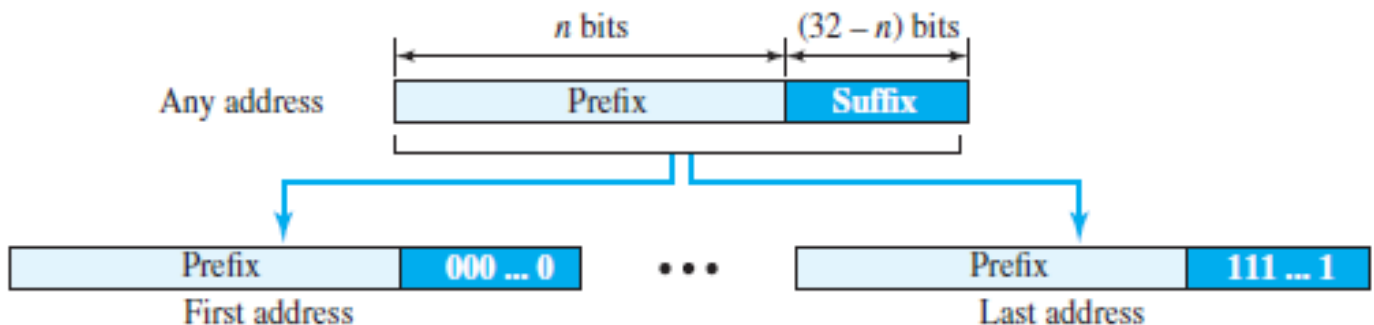 n bits (32 – n) bits
Any address Prefix Suffix
Prefix 000 ... 0 ••• Prefix 111 ... 1
First address Last address